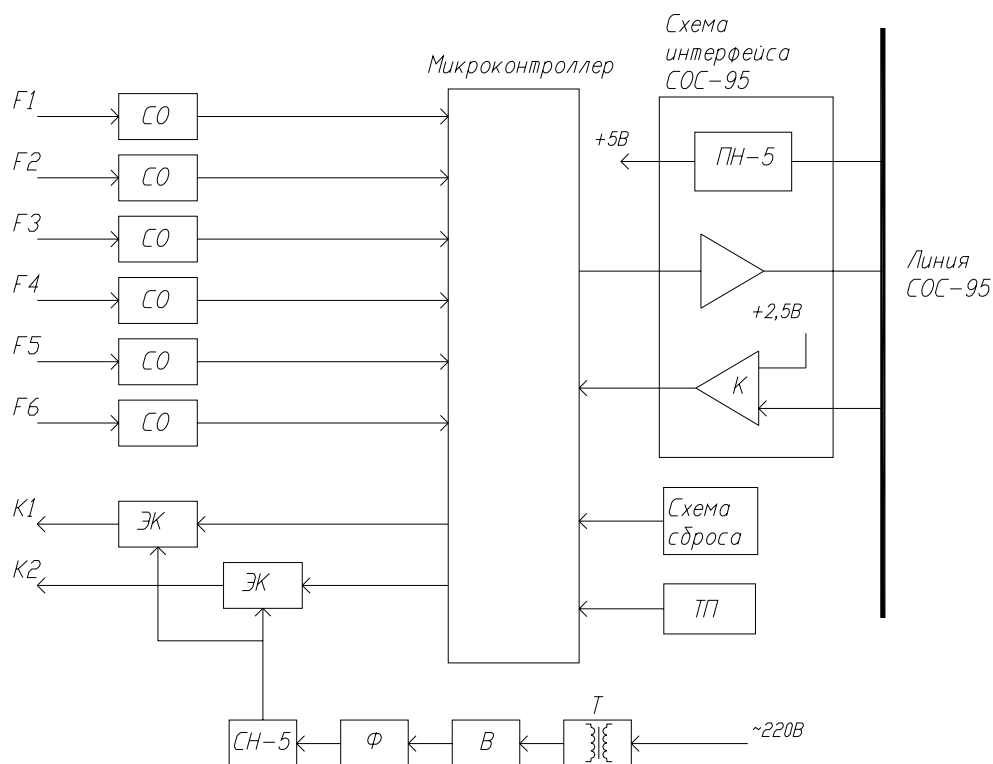 Схема
интерфейса
СОС-95
Микроконтроллер
F1
СО
+5В
ПН-5
F2
СО
F3
СО
F4
СО
Линия
СОС-95
+2,5В
F5
СО
К
F6
СО
К1
ЭК
Схема
сброса
К2
ЭК
ТП
Т
СН-5
Ф
В
~220В